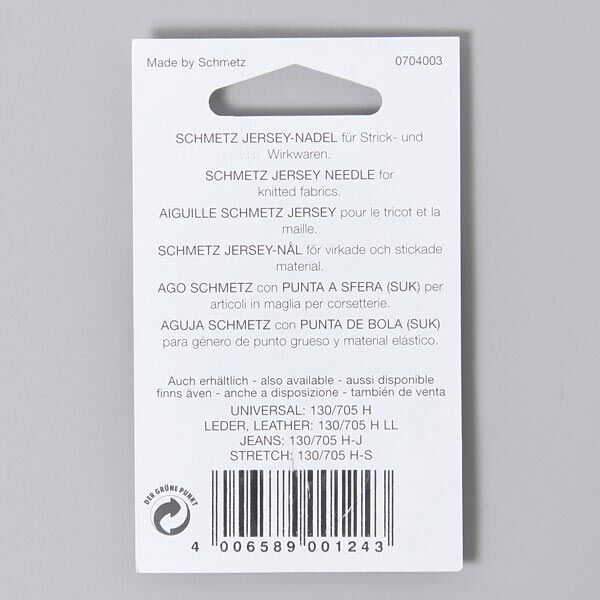 Made by Schmetz 0704003
SCHMETZ JERSEY-NADEL für Strick- und
Wirkwaren.
SCHMETZ JERSEY NEEDLE for
knitted fabrics.
AIGUILLE SCHMETZ JERSEY pour le tricot et la
maille.
SCHMETZ JERSEY-NÅL för virkade och stickade
material.
AGO SCHMETZ con PUNTA A SFERA (SUK) per
articoli in maglia per corsetterie.
AGUJA SCHMETZ con PUNTA DE BOLA (SUK)
para género de punto grueso y material elástico.
Auch erhältlich - also available - aussi disponible
finns även - anche a disposizione - también de venta
UNIVERSAL: 130/705 H
LEDER, LEATHER: 130/705 H LL
JEANS: 130/705 H-J
STRETCH: 130/705 H-S
DER GRÜNE PUNKT
4 006589 001243